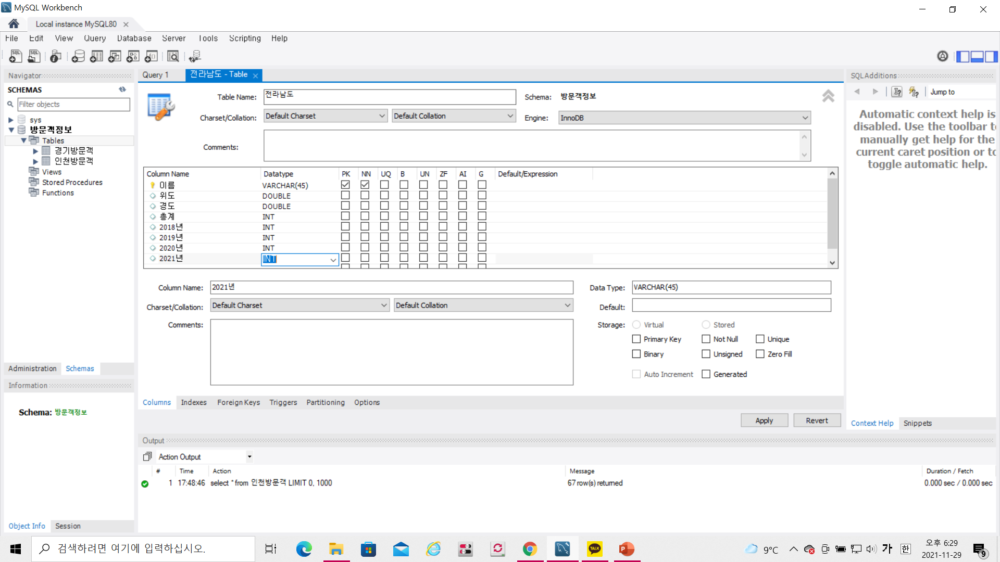 MySQL Workbench
Local instance MySQL80
File Edit View Query Database Server Tools Scripting Help
Navigator
SCHEMAS
Filter objects
sys
방문객정보
Tables
경기방문객
인천방문객
Views
Stored Procedures
Functions
Administration Schemas
Information
Schema: 방문객정보
Object Info Session
Query 1 전라남도 - Table
Table Name: 전라남도 Schema: 방문객정보
Charset/Collation: Default Charset Default Collation Engine: InnoDB
Comments:
Column Name Datatype PK NN UQ B UN ZF AI G Default/Expression
이름 VARCHAR(45)
위도 DOUBLE
경도 DOUBLE
총계 INT
2018년 INT
2019년 INT
2020년 INT
2021년 INT
Column Name: 2021년 Data Type: VARCHAR(45)
Charset/Collation: Default Charset Default Collation Default:
Comments: Storage: Virtual Stored
Primary Key Not Null Unique
Binary Unsigned Zero Fill
Auto Increment Generated
Columns Indexes Foreign Keys Triggers Partitioning Options
Apply Revert
SQLAdditions
Jump to
Automatic context help is
disabled. Use the toolbar t
manually get help for the
current caret position or to
toggle automatic help.
Context Help Snippets
Output
Action Output
# Time Action Message Duration / Fetch
1 17:48:46 select * from 인천방문객 LIMIT 0, 1000 67 row(s) returned 0.000 sec / 0.000 sec
검색하려면 여기에 입력하십시오.
TALK
P
9°C
가
한
오후 6:29
2021-11-29
9